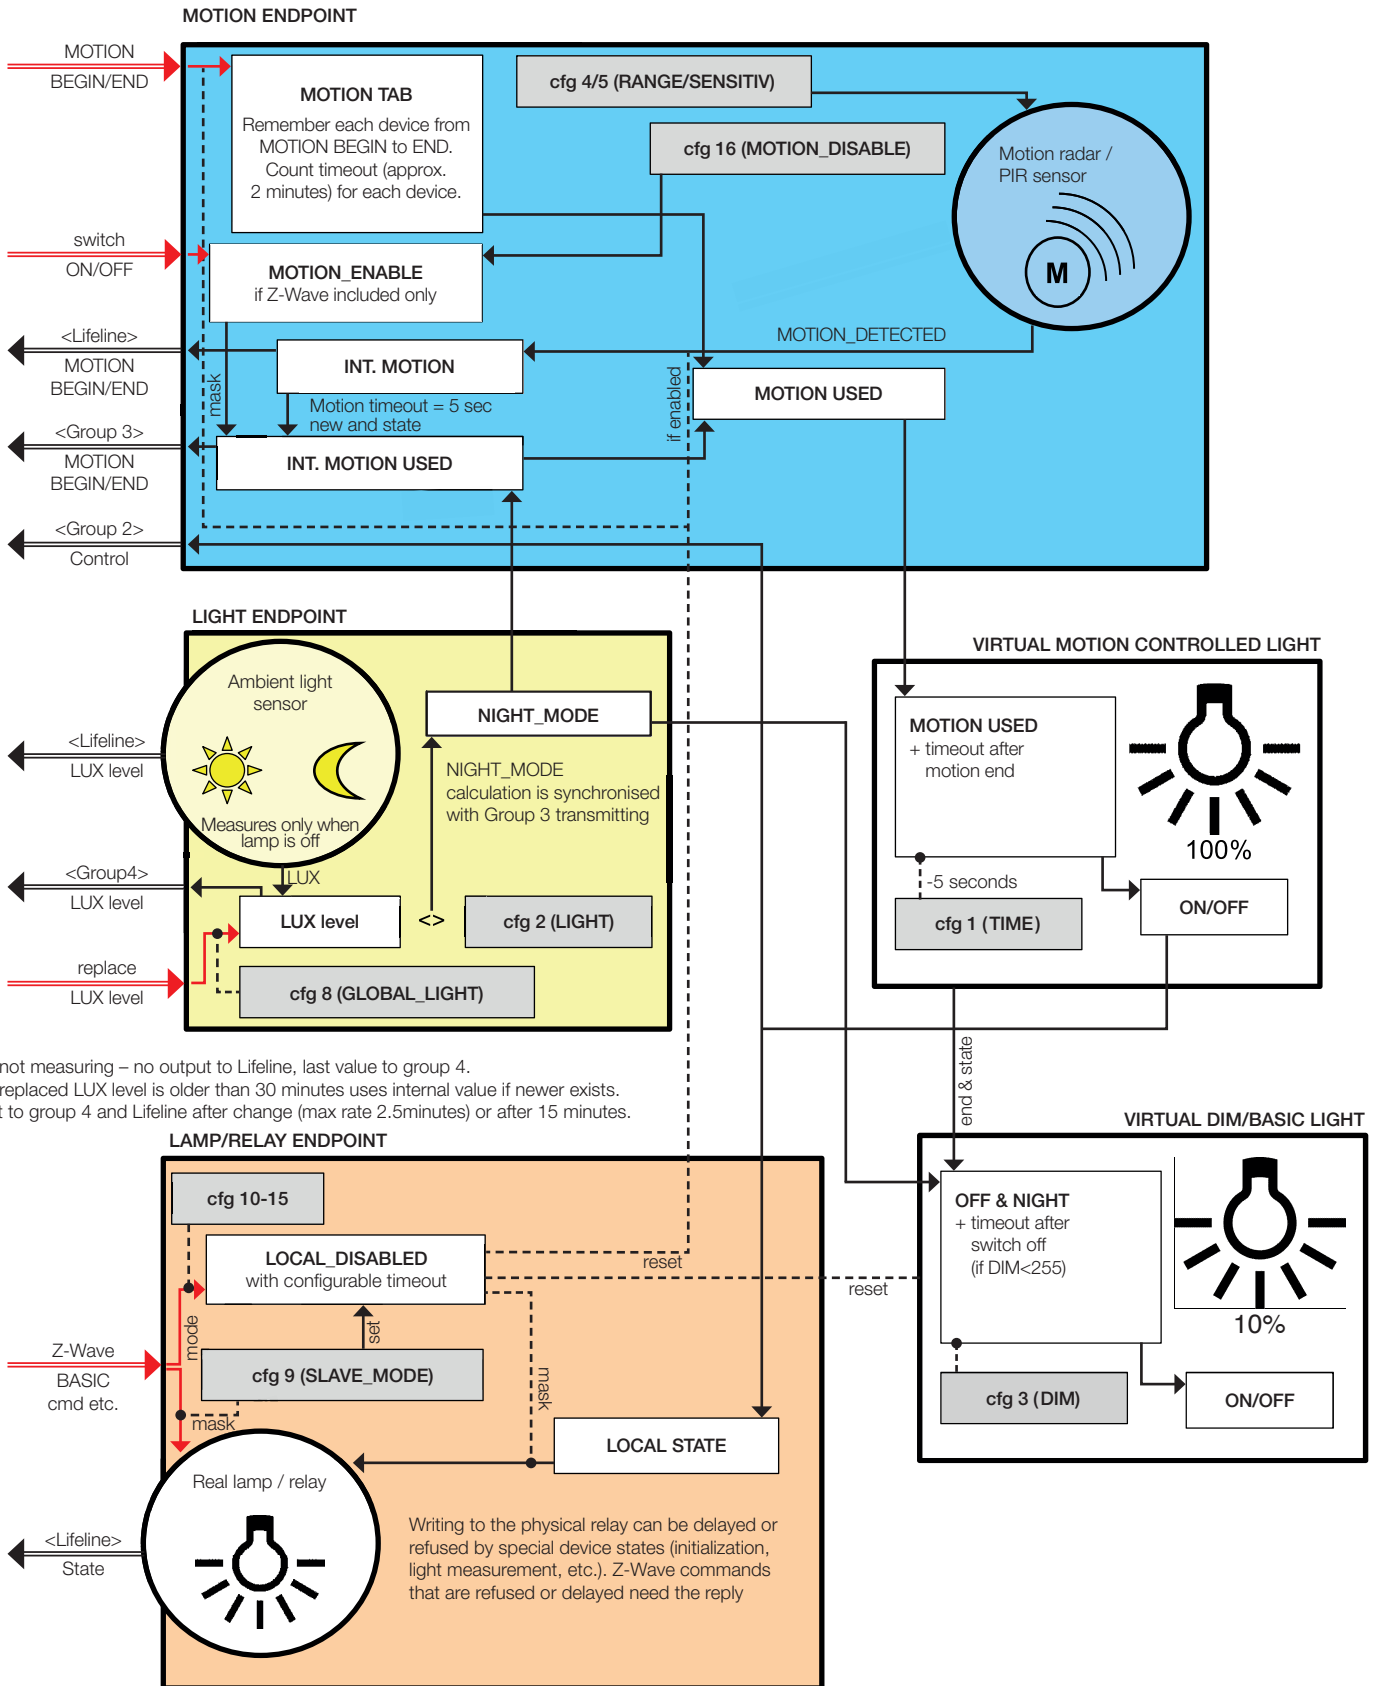 MOTION ENDPOINT
MOTION
BEGIN/END
MOTION TAB
Remember each device from
MOTION BEGIN to END.
Count timeout (approx.
2 minutes) for each device.
cfg 4/5 (RANGE/SENSITIV)
cfg 16 (MOTION_DISABLE)
Motion radar /
PIR sensor
M
switch
ON/OFF
MOTION_ENABLE
if Z-Wave included only
<Lifeline>
MOTION
BEGIN/END
INT. MOTION
MOTION_DETECTED
mask
Motion timeout = 5 sec
new and state
if enabled
MOTION USED
<Group 3>
MOTION
BEGIN/END
INT. MOTION USED
<Group 2>
Control
LIGHT ENDPOINT
Ambient light
sensor
Measures only when
lamp is off
NIGHT_MODE
NIGHT_MODE
calculation is synchronised
with Group 3 transmitting
<Lifeline>
LUX level
<Group4>
LUX level
LUX
LUX level
<>
cfg 2 (LIGHT)
replace
LUX level
cfg 8 (GLOBAL_LIGHT)
VIRTUAL MOTION CONTROLLED LIGHT
MOTION USED
+ timeout after
motion end
100%
-5 seconds
cfg 1 (TIME)
ON/OFF
end & state
not measuring – no output to Lifeline, last value to group 4.
replaced LUX level is older than 30 minutes uses internal value if newer exists.
t to group 4 and Lifeline after change (max rate 2.5minutes) or after 15 minutes.
VIRTUAL DIM/BASIC LIGHT
OFF & NIGHT
+ timeout after
switch off
(if DIM<255)
10%
cfg 3 (DIM)
ON/OFF
LAMP/RELAY ENDPOINT
cfg 10-15
LOCAL_DISABLED
with configurable timeout
reset
reset
mode
set
Z-Wave
BASIC
cmd etc.
cfg 9 (SLAVE_MODE)
mask
mask
LOCAL STATE
Real lamp / relay
<Lifeline>
State
Writing to the physical relay can be delayed or
refused by special device states (initialization,
light measurement, etc.). Z-Wave commands
that are refused or delayed need the reply